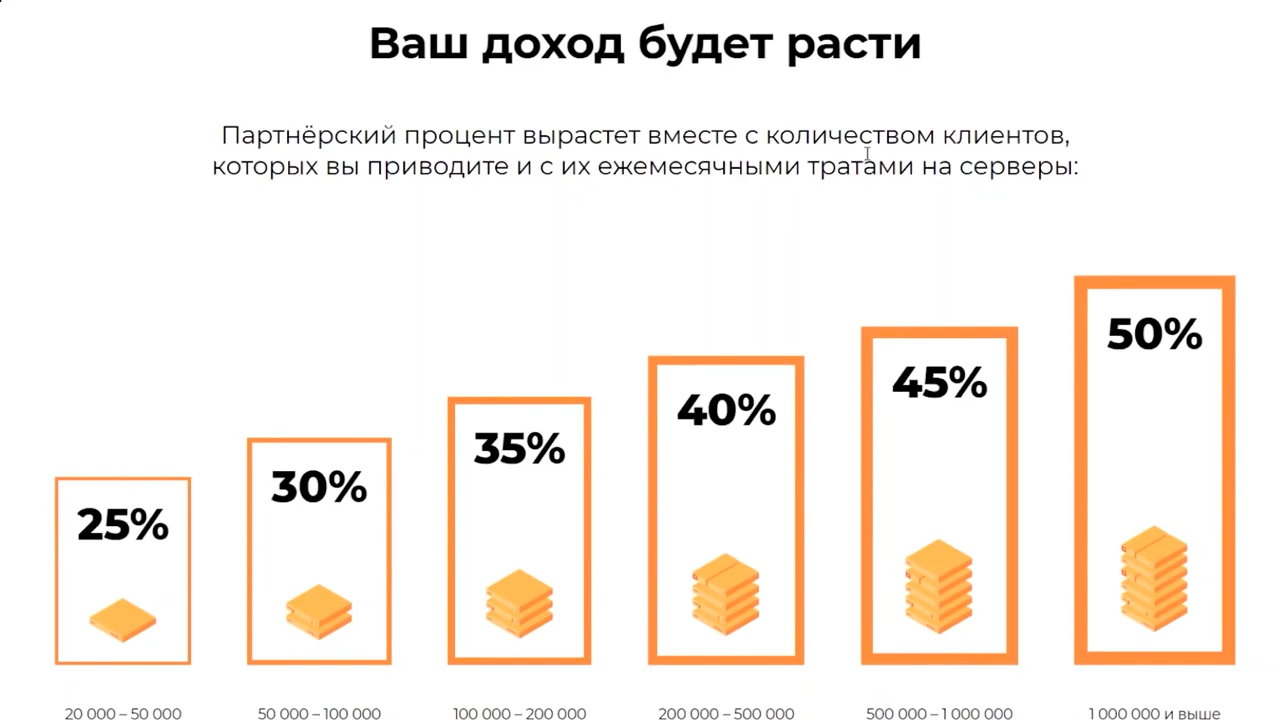 Ваш доход будет расти
Партнёрский процент вырастет вместе с количеством клиентов,
которых вы приводите и с их ежемесячными тратами на серверы:
25%
30%
35%
40%
45%
50%
20 000 – 50 000
50 000 – 100 000
100 000 – 200 000
200 000 – 500 000
500 000 – 1 000 000
1 000 000 и выше